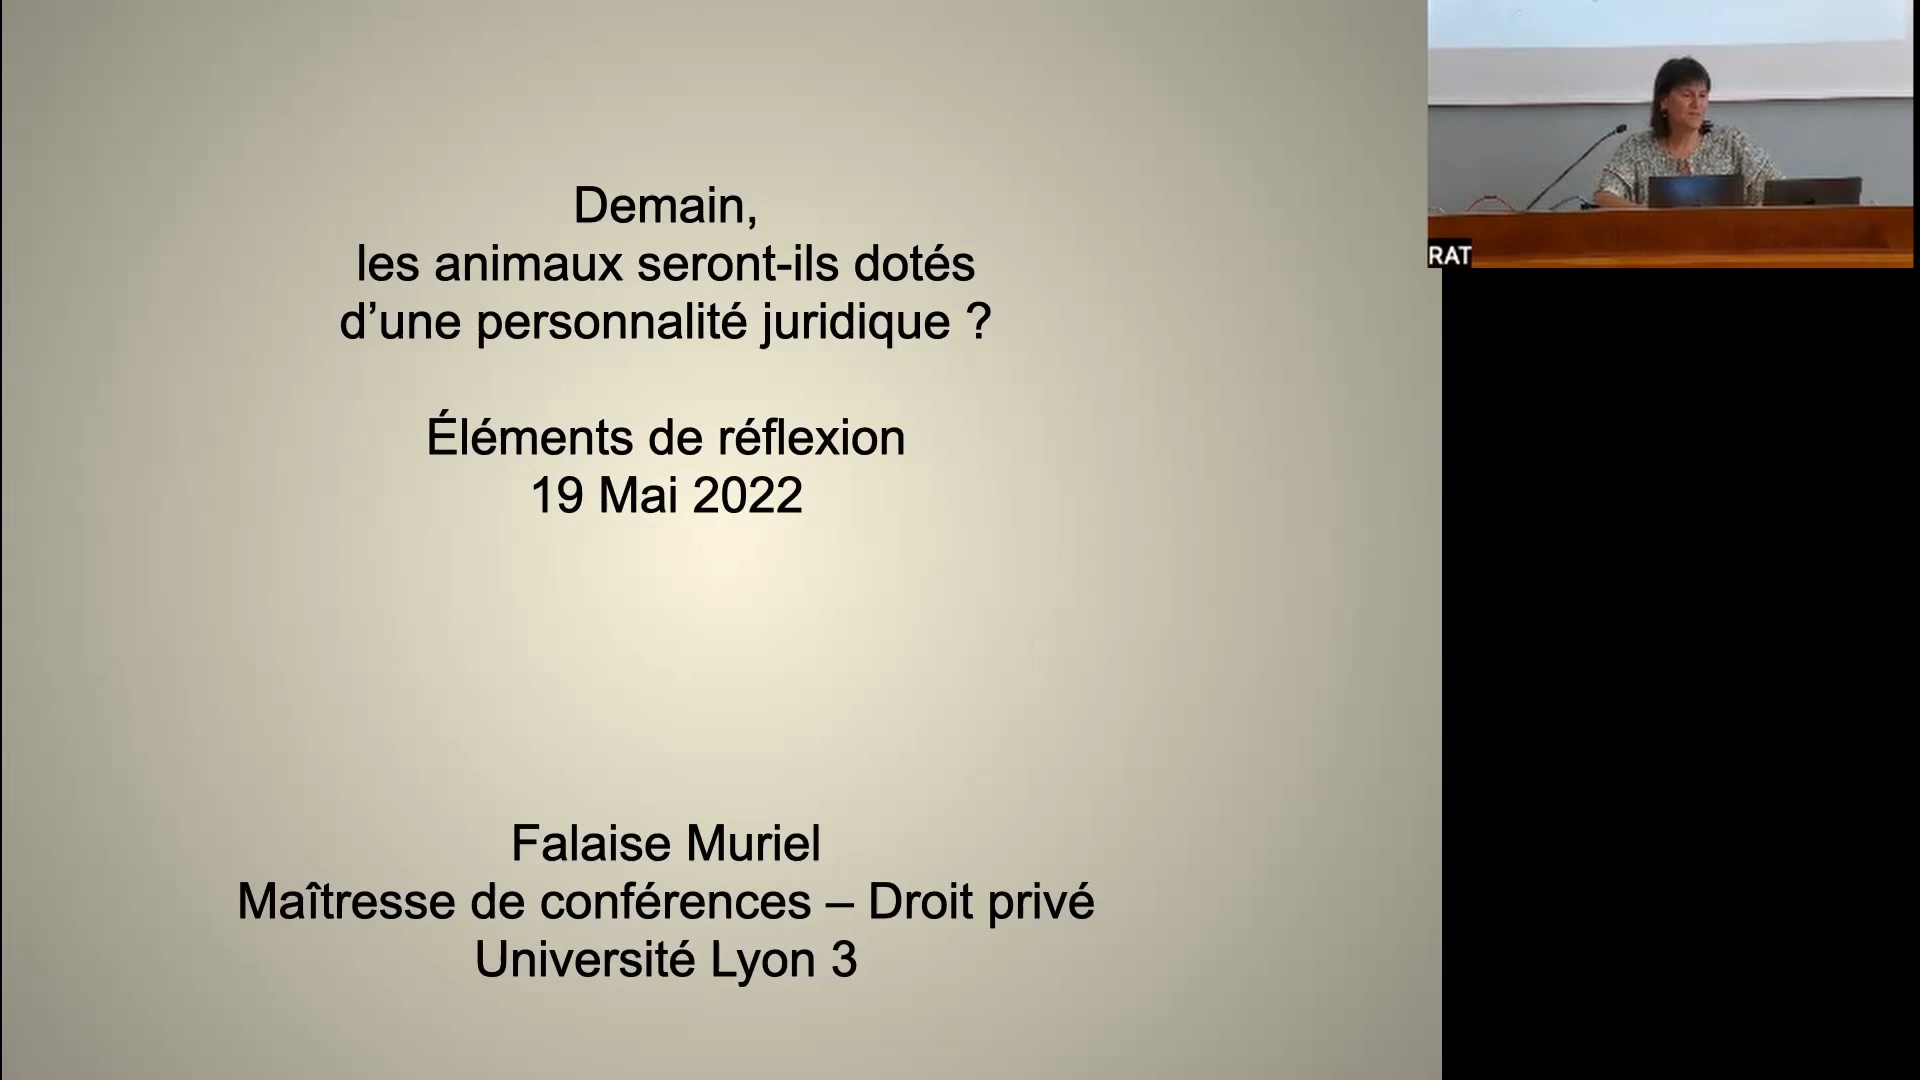 Demain,
les animaux seront-ils dotés
d’une personnalité juridique ?
Éléments de réflexion
19 Mai 2022
Falaise Muriel
Maîtresse de conférences – Droit privé
Université Lyon 3
RAT